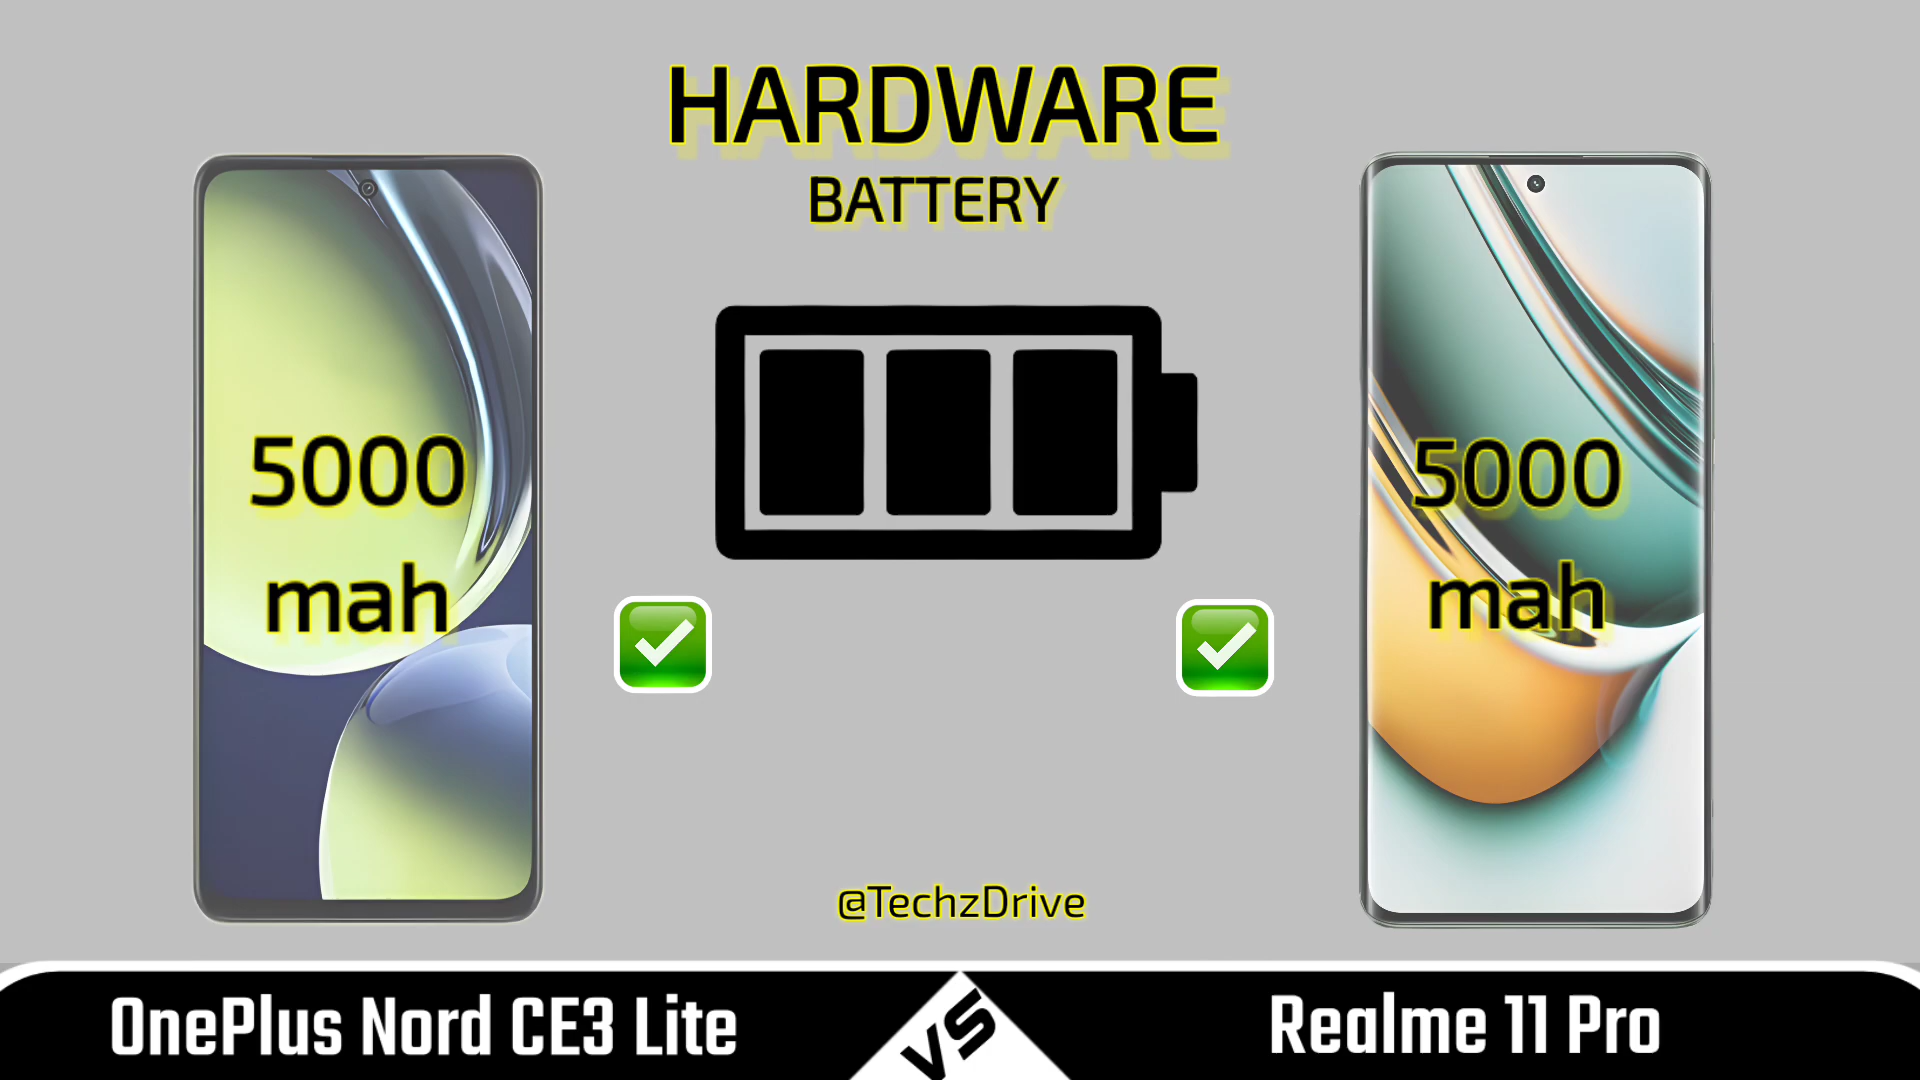 HARDWARE
BATTERY
5000
mah
5000
mah
@TechzDrive
OnePlus Nord CE3 Lite
VS
Realme 11 Pro